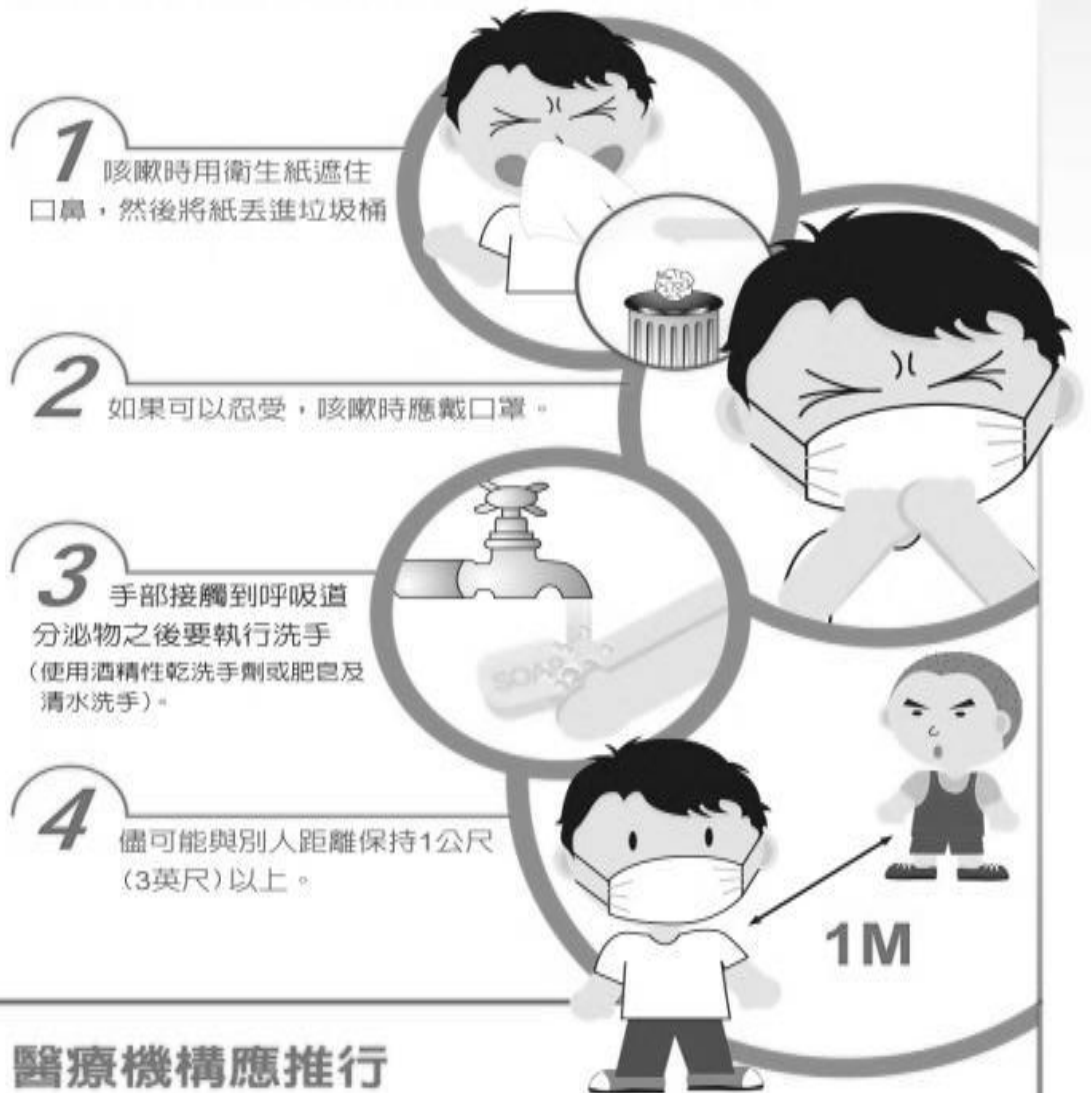 1
咳嗽時用衛生紙遮住
口鼻，然後將紙丟進垃圾桶
2
如果可以忍受，咳嗽時應戴口罩。
3
手部接觸到呼吸道
分泌物之後要執行洗手
（使用酒精性乾洗手劑或肥皂及
清水洗手）。
SOAP
4
儘可能與別人距離保持1公尺
（3英尺）以上。
1M
醫療機構應推行